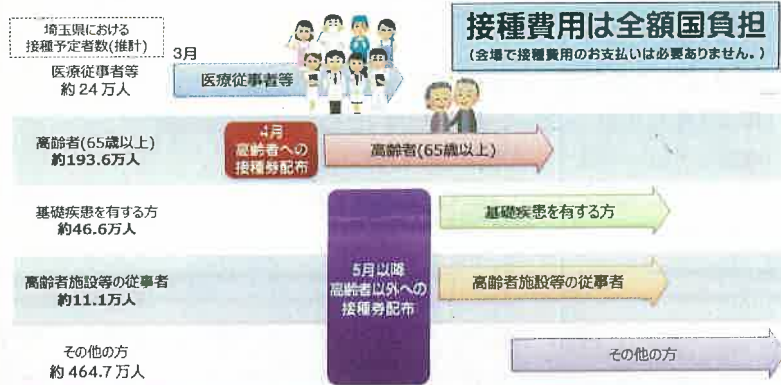 埼玉県における
接種予定者数(推計)
接種費用は全額国負担
(会場で接種費用のお支払いは必要ありません。)
3月
医療従事者等
約24万人
医療従事者等
高齢者(65歳以上)
約193.6万人
4月
高齢者への
接種券配布
高齢者(65歳以上)
基礎疾患を有する方
約46.6万人
基礎疾患を有する方
5月以降
高齢者以外への
接種券配布
高齢者施設等の従事者
約11.1万人
高齢者施設等の従事者
その他の方
約464.7万人
その他の方